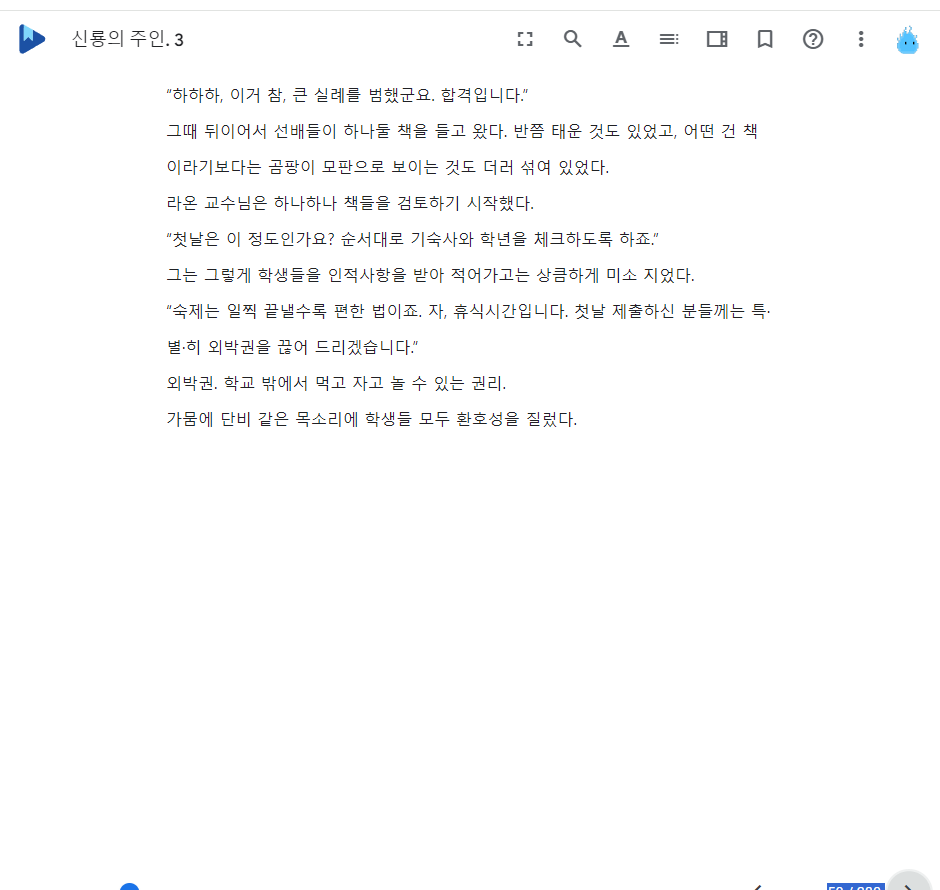 신룡의 주인. 3
“하하하, 이거 참, 큰 실례를 범했군요. 합격입니다.”
그때 뒤이어서 선배들이 하나둘 책을 들고 왔다. 반쯤 태운 것도 있었고, 어떤 건 책
이라기보다는 곰팡이 모판으로 보이는 것도 더러 섞여 있었다.
라온 교수님은 하나하나 책들을 검토하기 시작했다.
“첫날은 이 정도인가요? 순서대로 기숙사와 학년을 체크하도록 하죠.”
그는 그렇게 학생들을 인적사항을 받아 적어가고는 상큼하게 미소 지었다.
“숙제는 일찍 끝낼수록 편한 법이죠. 자, 휴식시간입니다. 첫날 제출하신 분들께는 특·
별·히 외박권을 끊어 드리겠습니다.”
외박권. 학교 밖에서 먹고 자고 놀 수 있는 권리.
가뭄에 단비 같은 목소리에 학생들 모두 환호성을 질렀다.